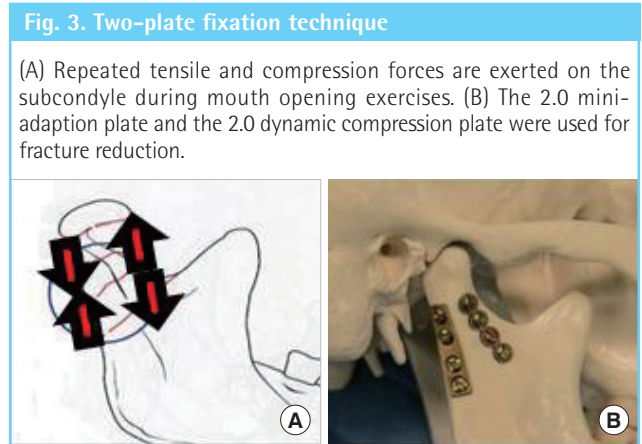 Fig. 3. Two-plate fixation technique
(A) Repeated tensile and compression forces are exerted on the
subcondyle during mouth opening exercises. (B) The 2.0 mini-
adaption plate and the 2.0 dynamic compression plate were used for
fracture reduction.
A
B